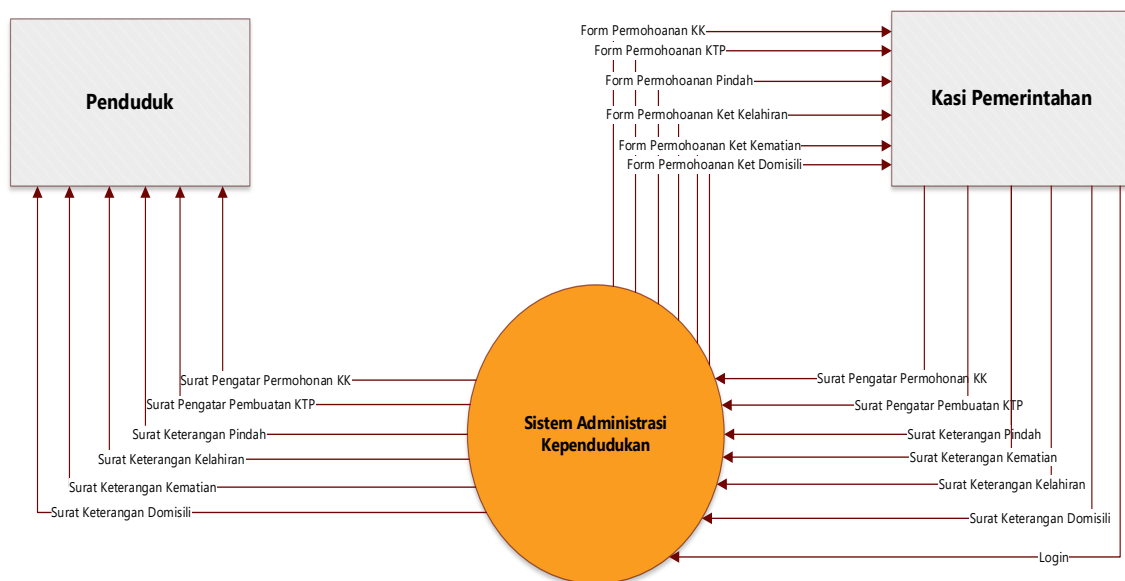 Form Permohoanan KK
Form Permohoanan KTP
Form Permohoanan Pindah
Form Permohoanan Ket Kelahiran
Form Permohoanan Ket Kematian
Form Permohoanan Ket Domisili
Penduduk
Kasi Pemerintahan
Surat Pengatar Permohonan KK
Surat Pengatar Pembuatan KTP
Surat Keterangan Pindah
Surat Keterangan Kelahiran
Surat Keterangan Kematian
Surat Keterangan Domisili
Sistem Administrasi
Kependudukan
Surat Pengatar Permohonan KK
Surat Pengatar Pembuatan KTP
Surat Keterangan Pindah
Surat Keterangan Kematian
Surat Keterangan Kelahiran
Surat Keterangan Domisili
Login